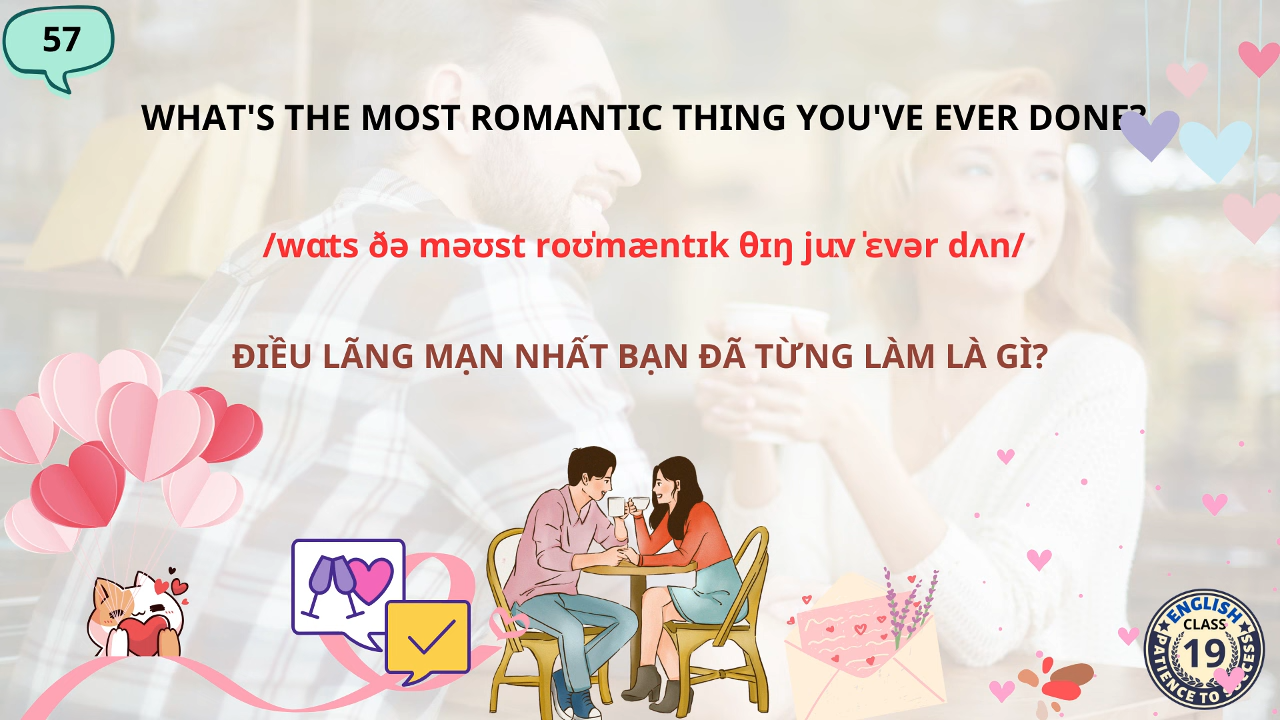 57
WHAT'S THE MOST ROMANTIC THING YOU'VE EVER DONE?
/wɑts ðə məʊst roʊˈmæntɪk θɪŋ juv ˈɛvər dʌn/
ĐIỀU LÃNG MẠN NHẤT BẠN ĐÃ TỪNG LÀM LÀ GÌ?
ENGLISH
CLASS
19
PATIENCE TO SUCCESS